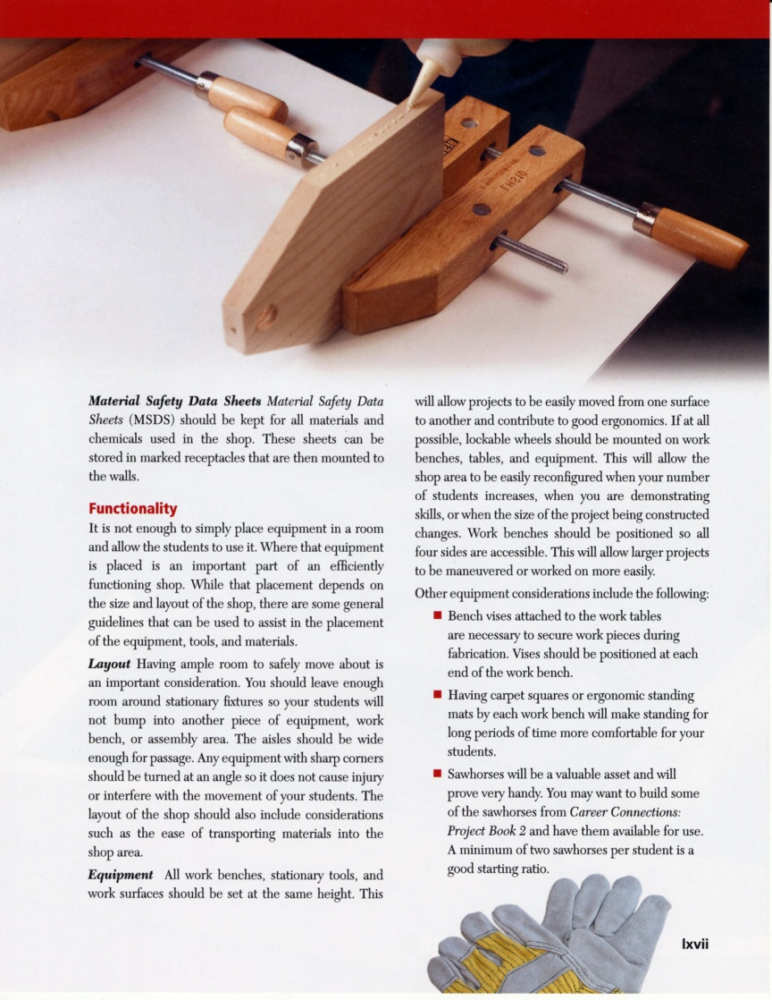 Material Safety Data Sheets Material Safety Data
Sheets (MSDS) should be kept for all materials and
chemicals used in the shop. These sheets can be
stored in marked receptacles that are then mounted to
the walls.
Functionality
It is not enough to simply place equipment in a room
and allow the students to use it. Where that equipment
is placed is an important part of an efficiently
functioning shop. While that placement depends on
the size and layout of the shop, there are some general
guidelines that can be used to assist in the placement
of the equipment, tools, and materials.
Layout Having ample room to safely move about is
an important consideration. You should leave enough
room around stationary fixtures so your students will
not bump into another piece of equipment, work
bench, or assembly area. The aisles should be wide
enough for passage. Any equipment with sharp corners
should be turned at an angle so it does not cause injury
or interfere with the movement of your students. The
layout of the shop should also include considerations
such as the ease of transporting materials into the
shop area.
Equipment All work benches, stationary tools, and
work surfaces should be set at the same height. This
will allow projects to be easily moved from one surface
to another and contribute to good ergonomics. If at all
possible, lockable wheels should be mounted on work
benches, tables, and equipment. This will allow the
shop area to be easily reconfigured when your number
of students increases, when you are demonstrating
skills, or when the size of the project being constructed
changes. Work benches should be positioned so all
four sides are accessible. This will allow larger projects
to be maneuvered or worked on more easily.
Other equipment considerations include the following:
■ Bench vises attached to the work tables
are necessary to secure work pieces during
fabrication. Vises should be positioned at each
end of the work bench.
■ Having carpet squares or ergonomic standing
mats by each work bench will make standing for
long periods of time more comfortable for your
students.
■ Sawhorses will be a valuable asset and will
prove very handy. You may want to build some
of the sawhorses from Career Connections:
Project Book 2 and have them available for use.
A minimum of two sawhorses per student is a
good starting ratio.
lxvii